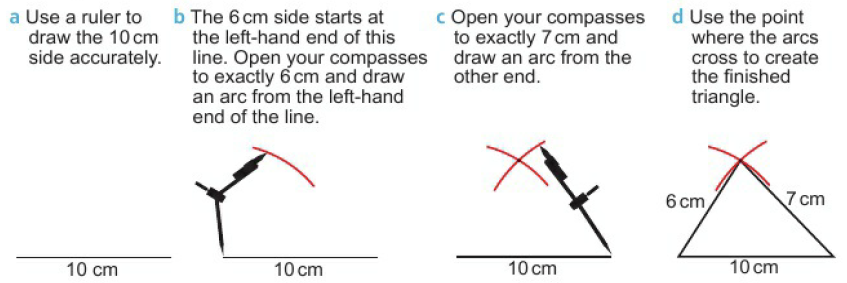 a Use a ruler to
draw the 10 cm
side accurately.
b The 6 cm side starts at
the left-hand end of this
line. Open your compasses
to exactly 6 cm and draw
an arc from the left-hand
end of the line.
c Open your compasses
to exactly 7 cm and
draw an arc from the
other end.
d Use the point
where the arcs
cross to create
the finished
triangle.
10 cm
10 cm
10 cm
6 cm
7 cm
10 cm